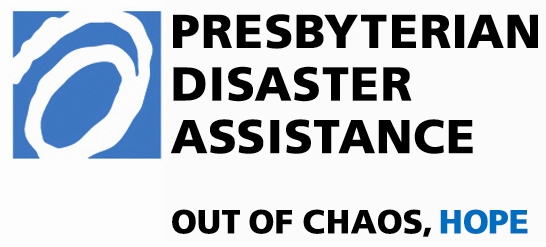 PRESBYTERIAN
DISASTER
ASSISTANCE
OUT OF CHAOS, HOPE